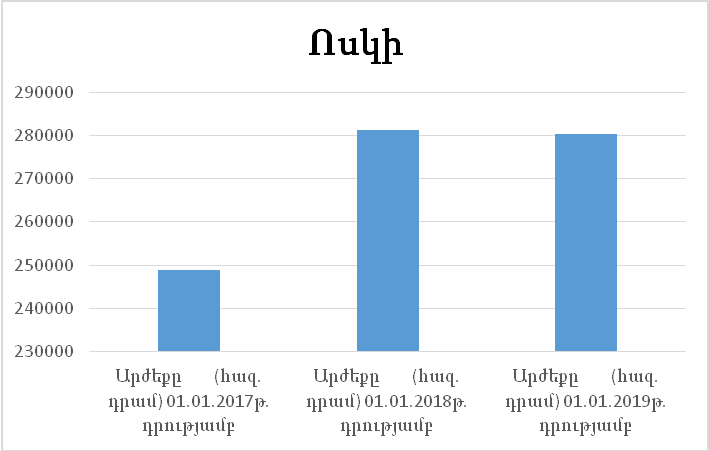 Ոսկի
290000
280000
270000
260000
250000
240000
230000
Արժեքը (հազ.
դրամ) 01.01.2017թ.
դրությամբ
Արժեքը (հազ.
դրամ) 01.01.2018թ.
դրությամբ
Արժեքը (հազ.
դրամ) 01.01.2019թ.
դրությամբ